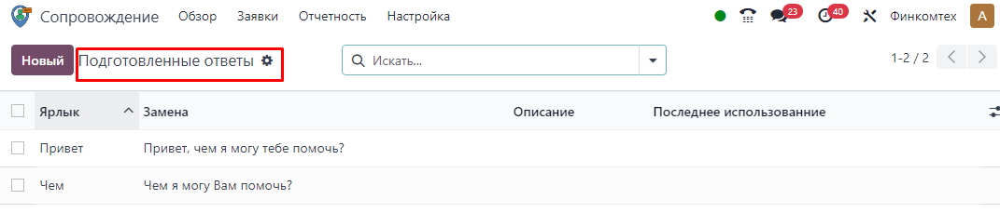 Сопровождение Обзор Заявки Отчетность Настройка 23 40 Финкомтех A
Новый Подготовленные ответы Искать... 1-2 / 2
Ярлык Замена Описание Последнее использованние
Привет Привет, чем я могу тебе помочь?
Чем Чем я могу Вам помочь?